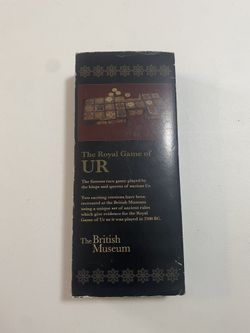 The Royal Game of
UR
The famous race game played by
the kings and queens of ancient Ur
Two exciting versions have been
recreated at the British Museum
using a unique set of ancient rules
which give evidence for the Royal
Game of Ur as it was played in BC.
The British
Museum